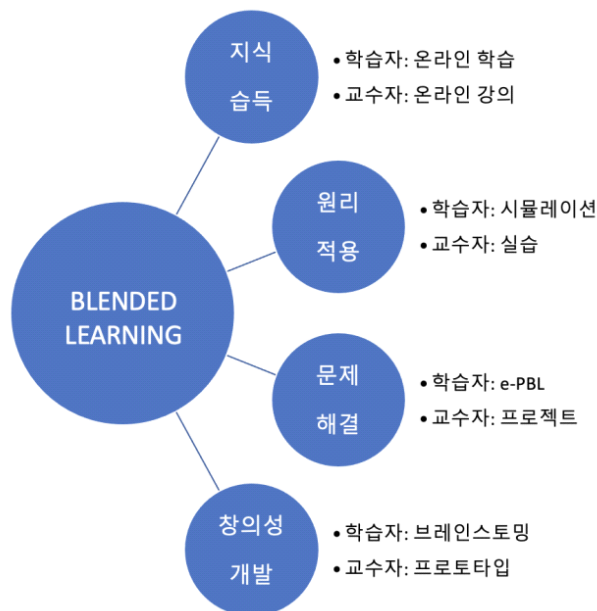 지식
습득
• 학습자: 온라인 학습
• 교수자: 온라인 강의
원리
적용
• 학습자: 시뮬레이션
• 교수자: 실습
BLENDED
LEARNING
문제
해결
• 학습자: e-PBL
• 교수자: 프로젝트
창의성
개발
• 학습자: 브레인스토밍
• 교수자: 프로토타입